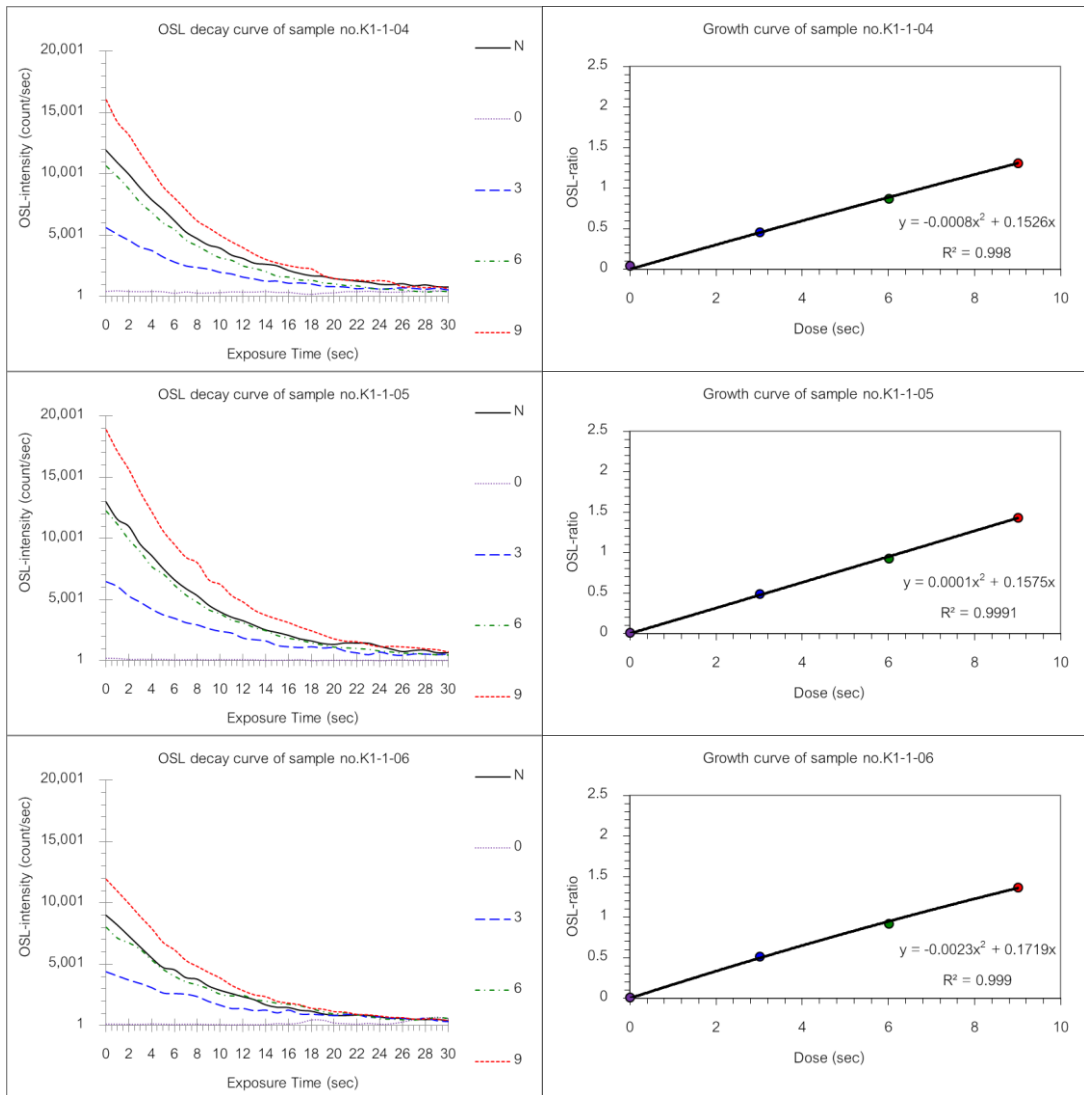 OSL decay curve of sample no.K1-1-04
OSL-intensity (count/sec)
20,001
15,001
10,001
5,001
1
0 2 4 6 8 10 12 14 16 18 20 22 24 26 28 30
Exposure Time (sec)
N
0
3
6
9
Growth curve of sample no.K1-1-04
OSL-ratio
2.5
2
1.5
1
0.5
0
0 2 4 6 8 10
Dose (sec)
y = -0.0008x² + 0.1526x
R² = 0.998
OSL decay curve of sample no.K1-1-05
OSL-intensity (count/sec)
20,001
15,001
10,001
5,001
1
0 2 4 6 8 10 12 14 16 18 20 22 24 26 28 30
Exposure Time (sec)
N
0
3
6
9
Growth curve of sample no.K1-1-05
OSL-ratio
2.5
2
1.5
1
0.5
0
0 2 4 6 8 10
Dose (sec)
y = 0.0001x² + 0.1575x
R² = 0.9991
OSL decay curve of sample no.K1-1-06
OSL-intensity (count/sec)
20,001
15,001
10,001
5,001
1
0 2 4 6 8 10 12 14 16 18 20 22 24 26 28 30
Exposure Time (sec)
N
0
3
6
9
Growth curve of sample no.K1-1-06
OSL-ratio
2.5
2
1.5
1
0.5
0
0 2 4 6 8 10
Dose (sec)
y = -0.0023x² + 0.1719x
R² = 0.999